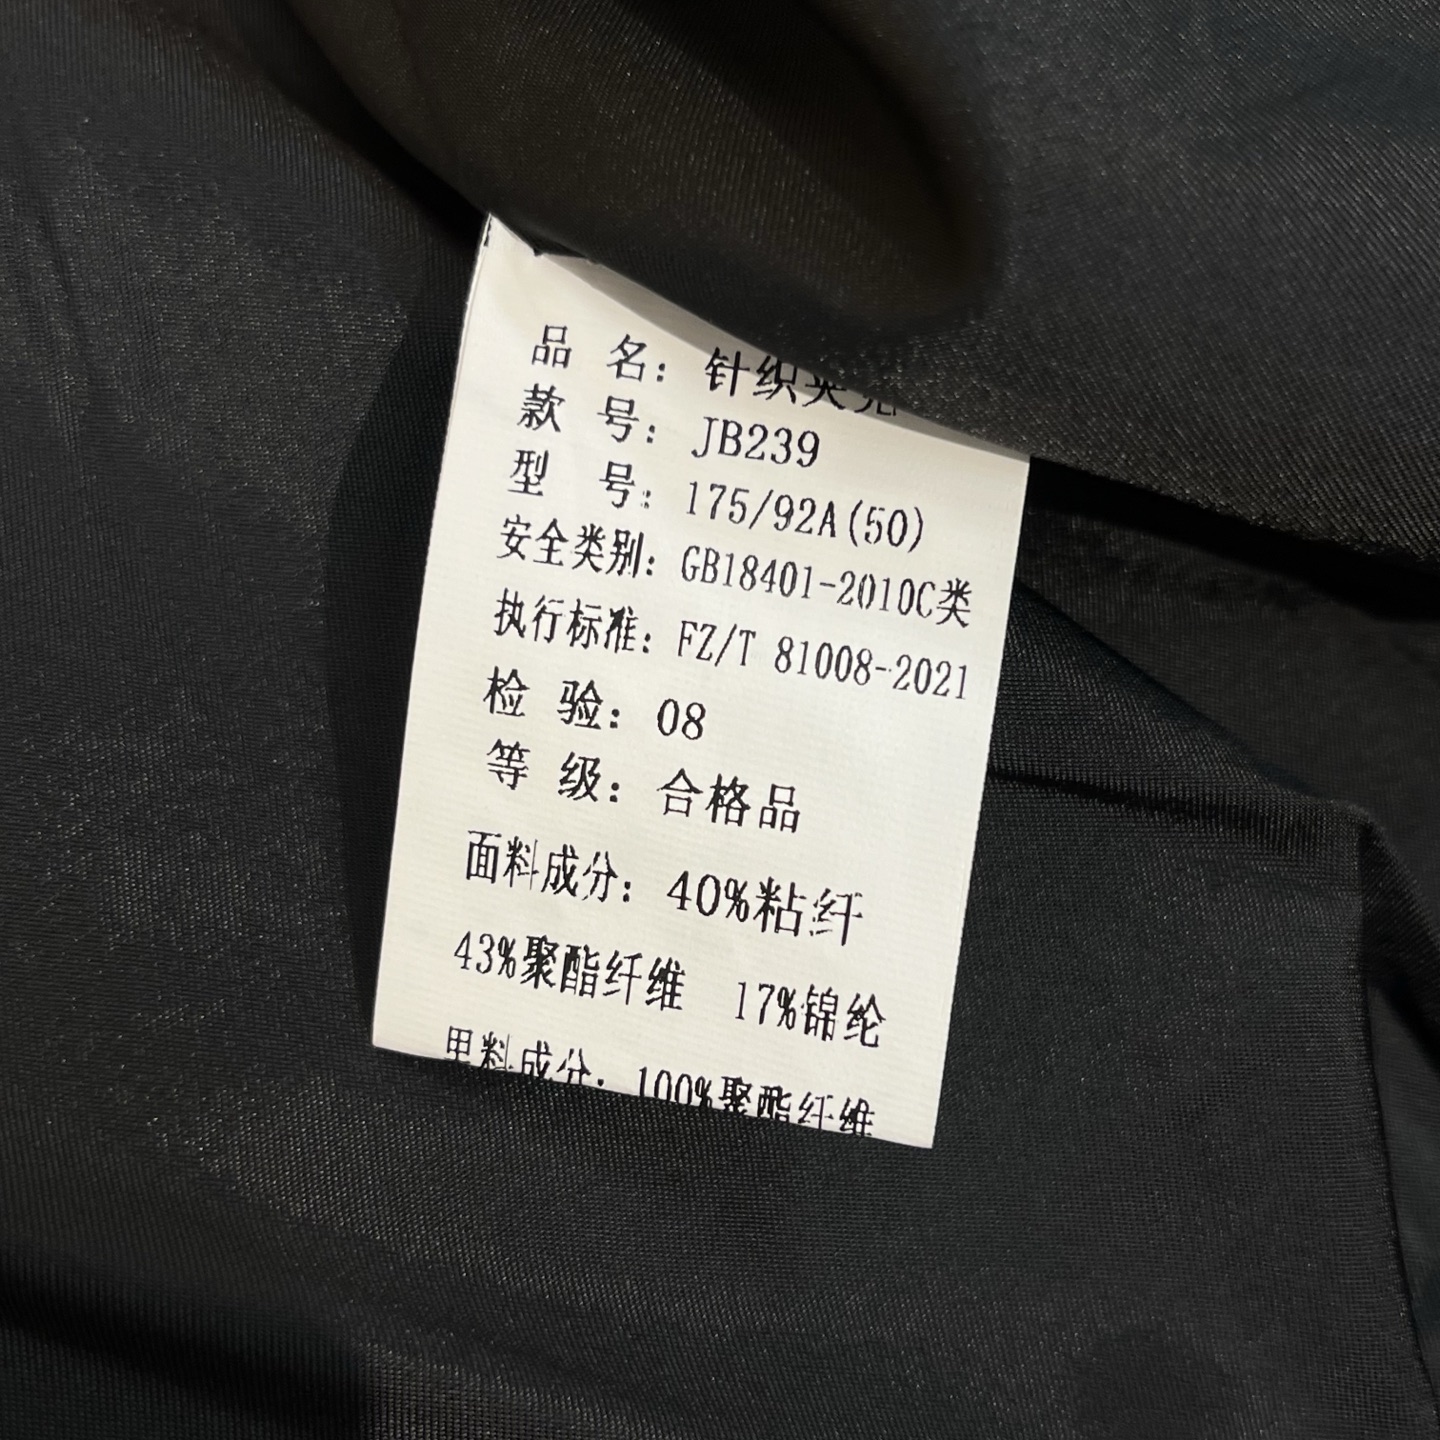 品 名: 针织夹克
款 号: JB239
型 号: 175/92A(50)
安全类别: GB18401-2010C类
执行标准: FZ/T 81008-2021
检 验: 08
等 级: 合格品
面料成分: 40%粘纤
43%聚酯纤维 17%锦纶
里料成分: 100%聚酯纤维